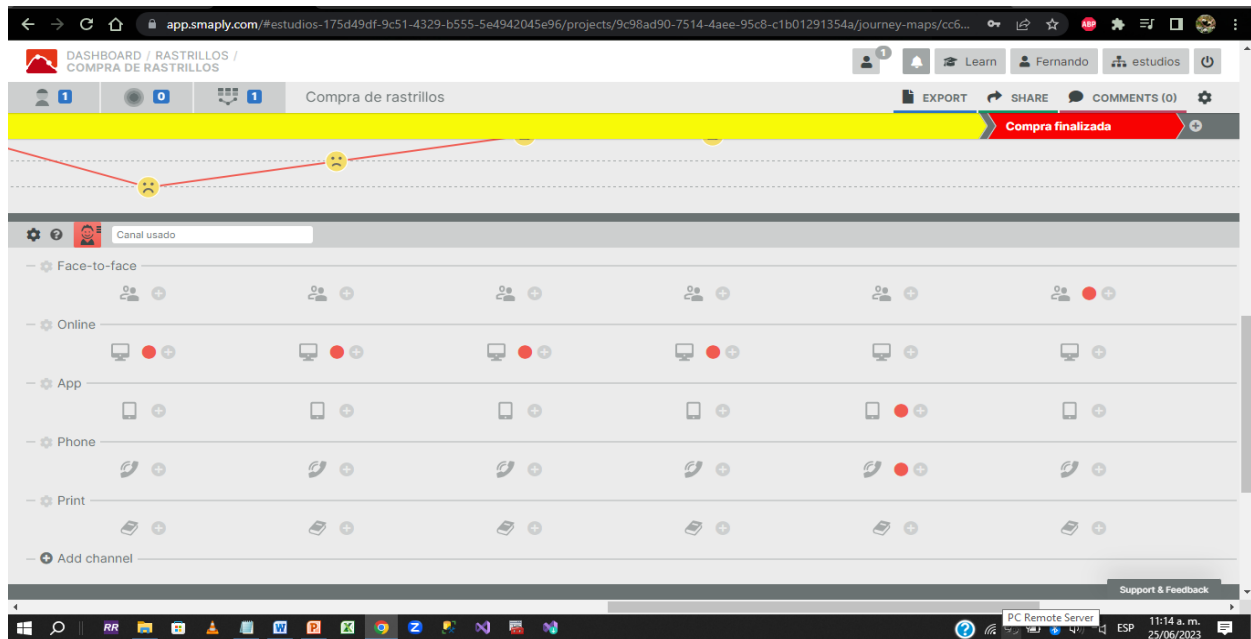 app.smaply.com/#estudios-175d49df-9c51-4329-b555-5e4942045e96/projects/9c98ad90-7514-4aee-95c8-c1b01291354a/journey-maps/cc6...
ABP
DASHBOARD / RASTRILLOS /
COMPRA DE RASTRILLOS
1
Learn
Fernando
estudios
1
0
1
Compra de rastrillos
EXPORT
SHARE
COMMENTS (0)
Compra finalizada
Canal usado
Face-to-face
Online
App
Phone
Print
Add channel
Support & Feedback
PC Remote Server
RR
ESP
11:14 a. m.
25/06/2023